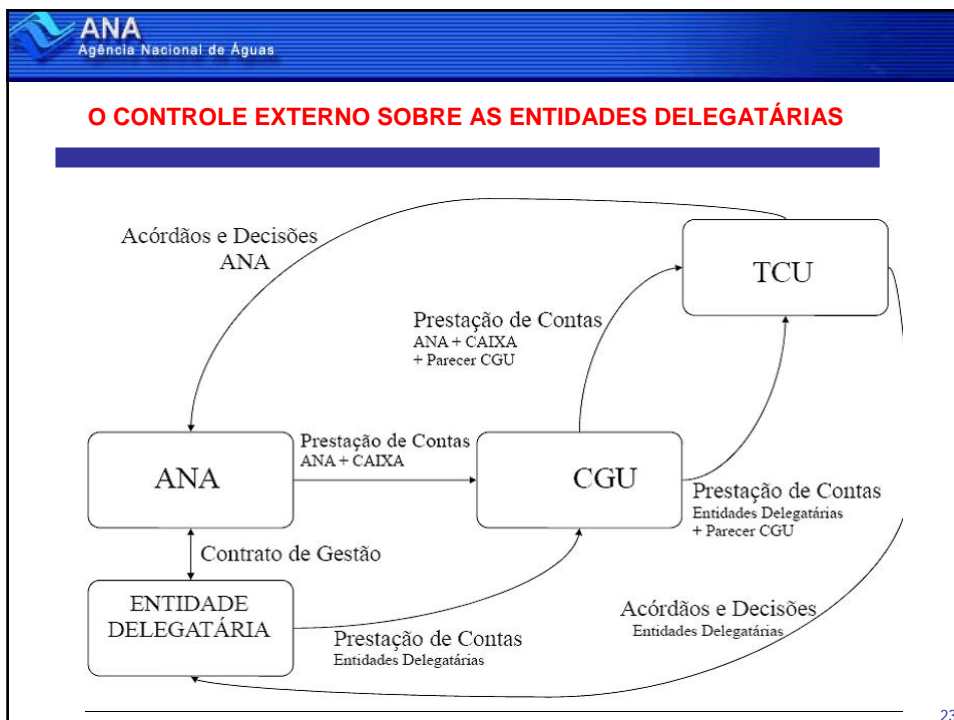 ANA
Agência Nacional de Águas
O CONTROLE EXTERNO SOBRE AS ENTIDADES DELEGATÁRIAS
Acórdãos e Decisões
ANA
TCU
Prestação de Contas
ANA + CAIXA
+ Parecer CGU
ANA
Prestação de Contas
ANA + CAIXA
CGU
Prestação de Contas
Entidades Delegatárias
+ Parecer CGU
Contrato de Gestão
ENTIDADE
DELEGATÁRIA
Prestação de Contas
Entidades Delegatárias
Acórdãos e Decisões
Entidades Delegatárias
23